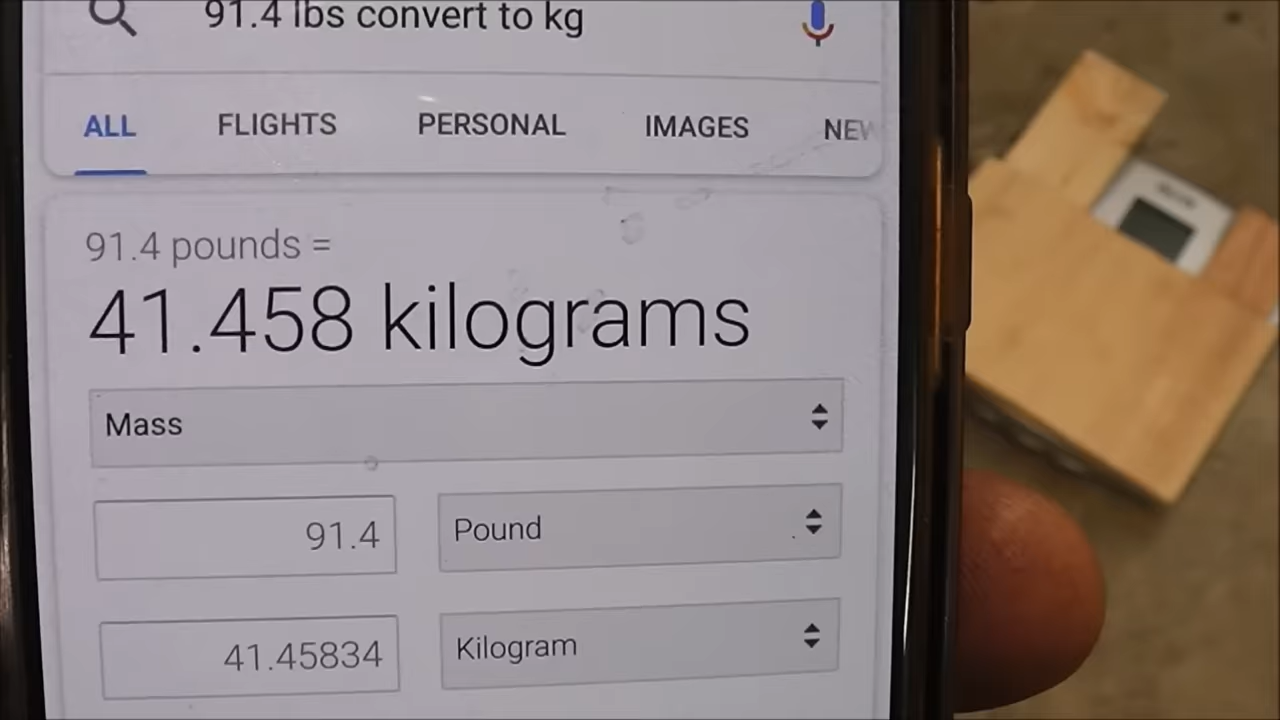 91.4 lbs convert to kg
ALL FLIGHTS PERSONAL IMAGES NEW
91.4 pounds =
41.458 kilograms
Mass
91.4 Pound
41.45834 Kilogram